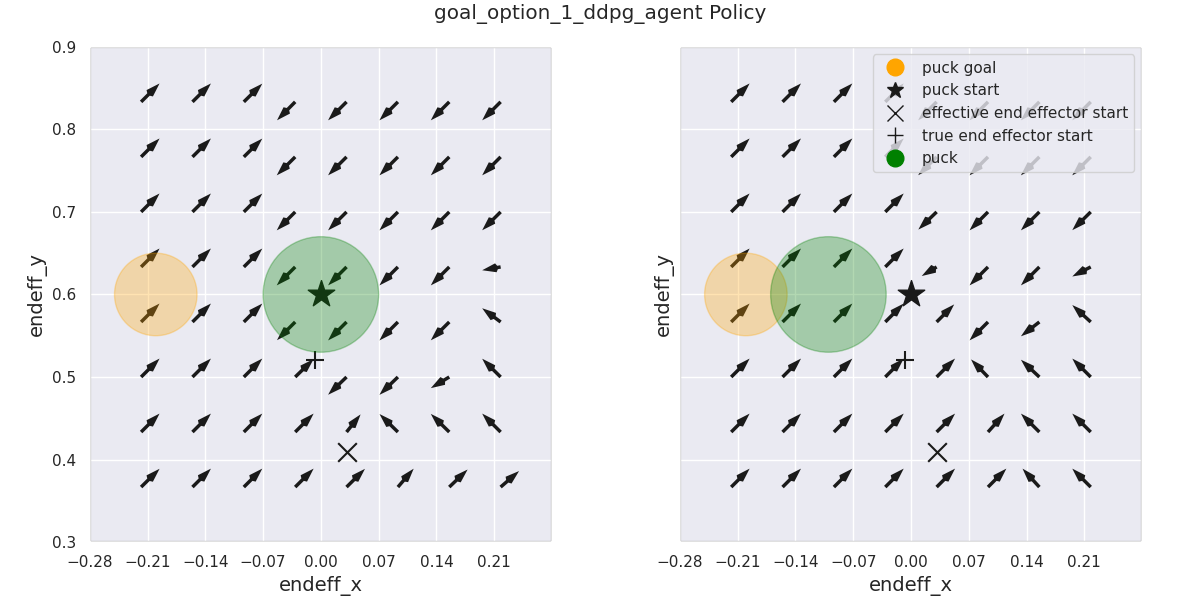 goal_option_1_ddpg_agent Policy
0.9
0.8
0.7
0.6
0.5
0.4
0.3
endeff_y
−0.28 −0.21 −0.14 −0.07 0.00 0.07 0.14 0.21
endeff_x
puck goal
puck start
effective end effector start
true end effector start
puck
endeff_y
−0.28 −0.21 −0.14 −0.07 0.00 0.07 0.14 0.21
endeff_x